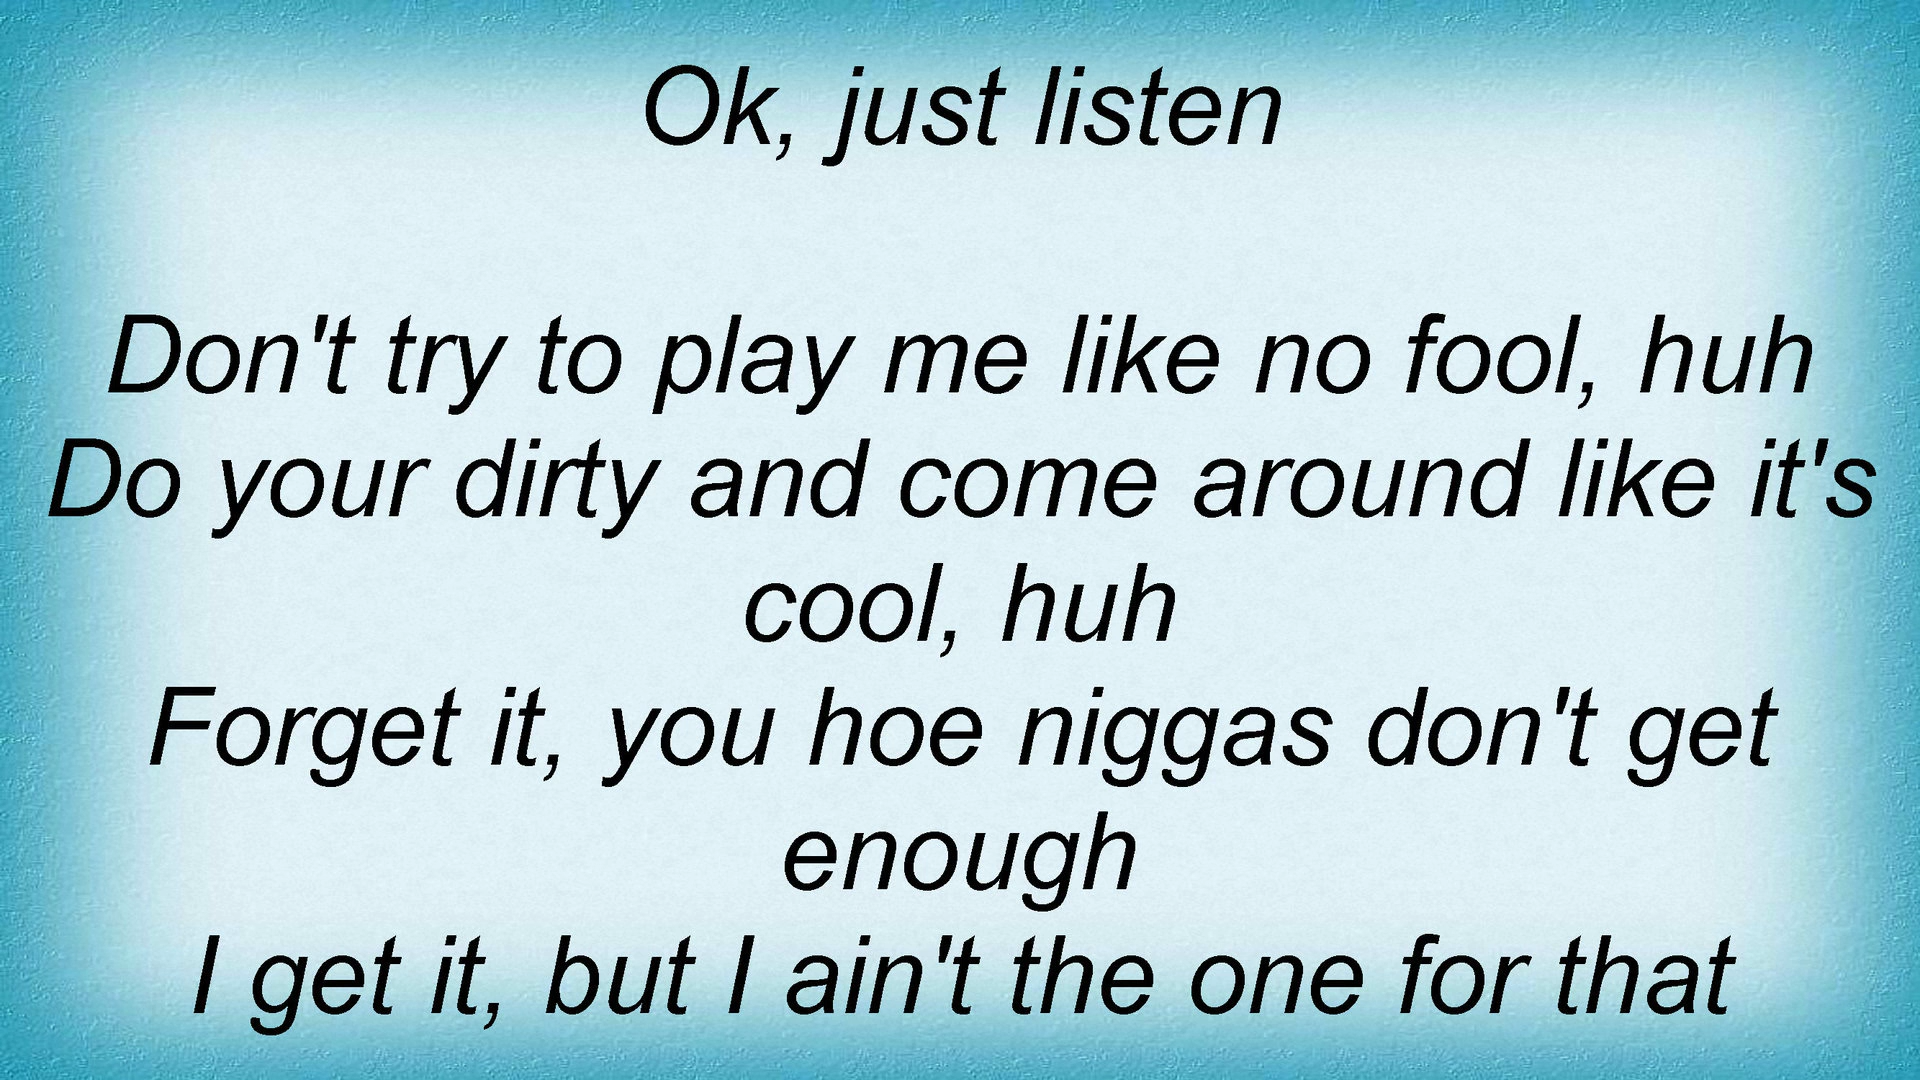 Ok, just listen
Don't try to play me like no fool, huh
Do your dirty and come around like it's
cool, huh
Forget it, you hoe niggas don't get
enough
I get it, but I ain't the one for that